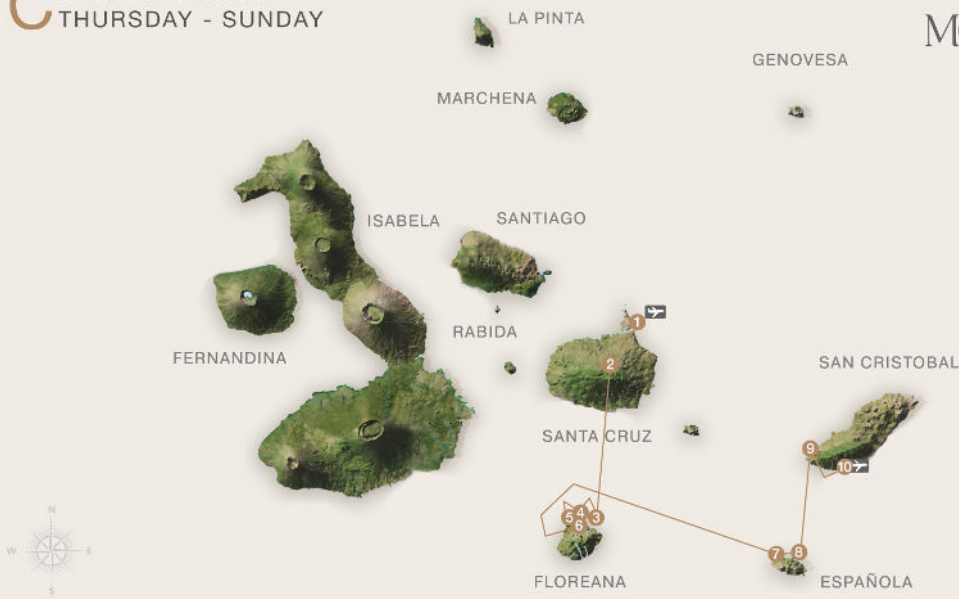 C
THURSDAY - SUNDAY
LA PINTA
GENOVESA
MARCHENA
ISABELA
SANTIAGO
1
RABIDA
FERNANDINA
2
SAN CRISTOBAL
SANTA CRUZ
9
10
N
W E
S
5 4 3
6
7 8
FLOREANA
ESPAÑOLA